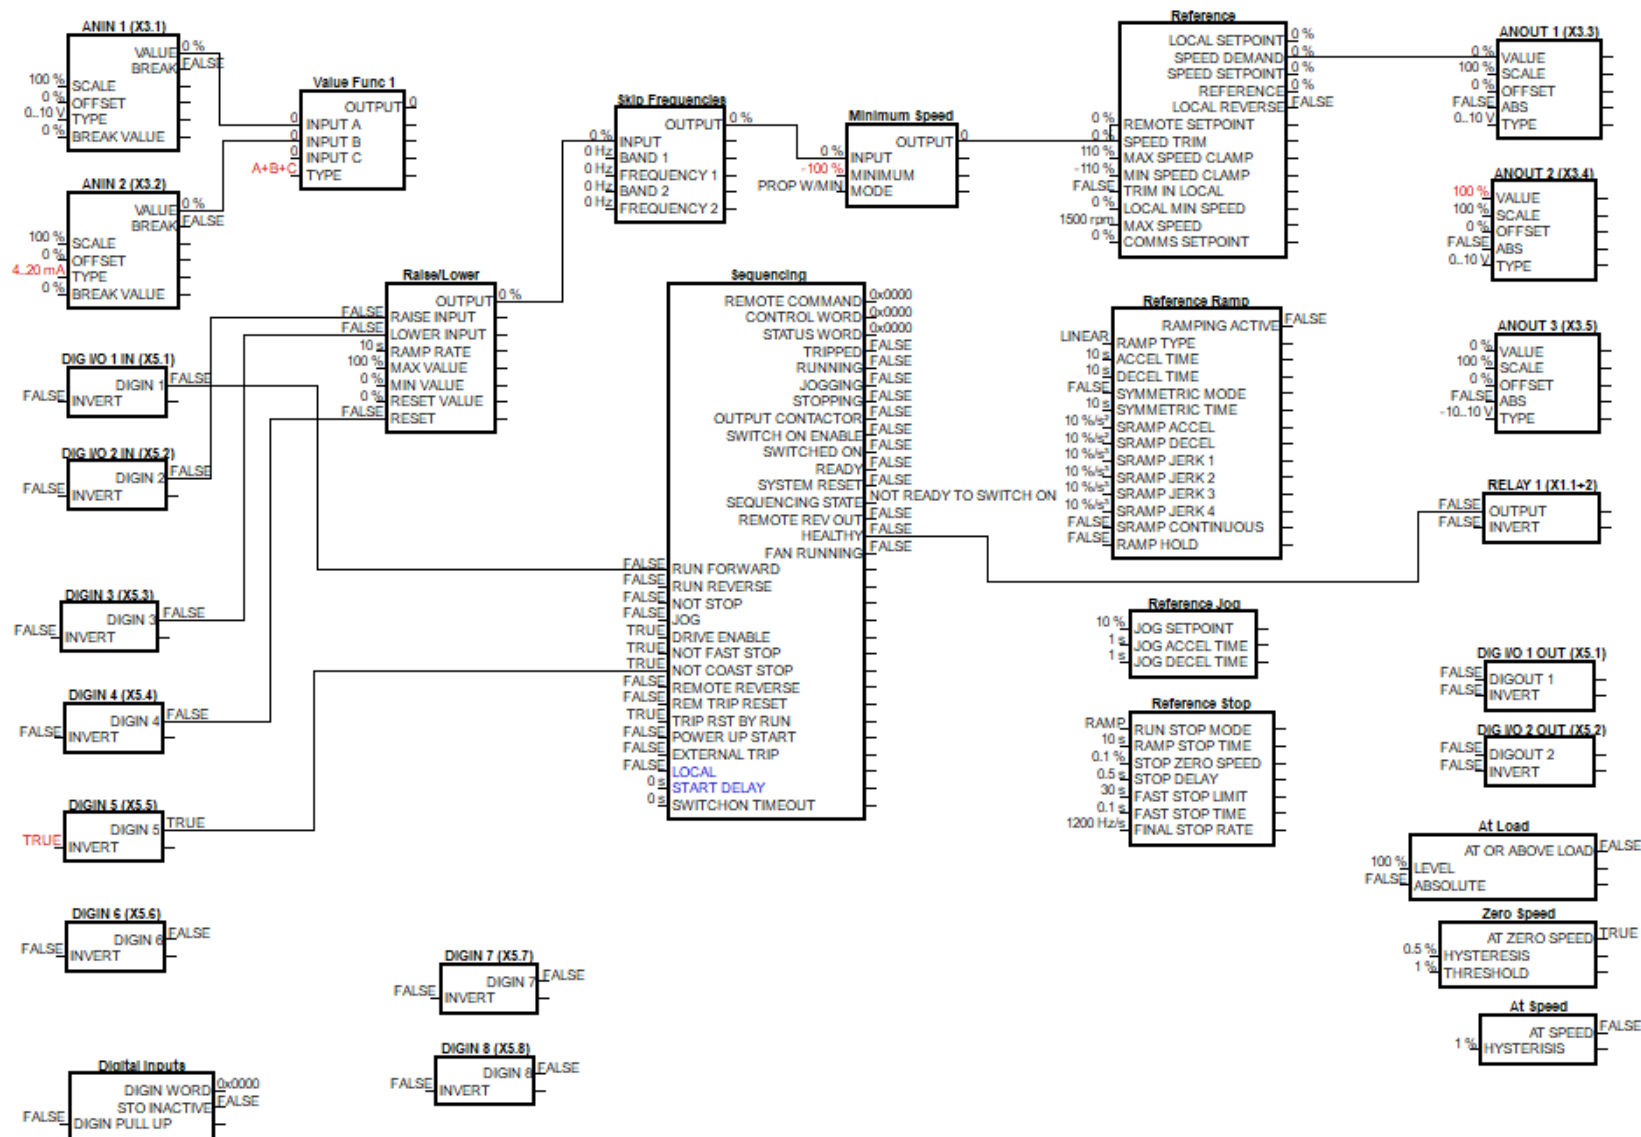 ANIN 1 (X3.1)
VALUE 0 %
BREAK FALSE
100 % SCALE
0 % OFFSET
0..10 V TYPE
0 % BREAK VALUE
ANIN 2 (X3.2)
VALUE 0 %
BREAK FALSE
100 % SCALE
0 % OFFSET
4..20 mA TYPE
0 % BREAK VALUE
DIG I/O 1 IN (X5.1)
DIGIN 1 FALSE
FALSE INVERT
DIG I/O 2 IN (X5.2)
DIGIN 2 FALSE
FALSE INVERT
DIGIN 3 (X5.3)
DIGIN 3 FALSE
FALSE INVERT
DIGIN 4 (X5.4)
DIGIN 4 FALSE
FALSE INVERT
DIGIN 5 (X5.5)
DIGIN 5 TRUE
TRUE INVERT
DIGIN 6 (X5.6)
DIGIN 6 FALSE
FALSE INVERT
Digital Inputs
DIGIN WORD 0x0000
STO INACTIVE FALSE
FALSE DIGIN PULL UP
Value Func 1
OUTPUT 0
0 INPUT A
0 INPUT B
0 INPUT C
A+B+C TYPE
Raise/Lower
OUTPUT 0 %
FALSE RAISE INPUT
FALSE LOWER INPUT
10 s RAMP RATE
100 % MAX VALUE
0 % MIN VALUE
0 % RESET VALUE
FALSE RESET
DIGIN 7 (X5.7)
DIGIN 7 FALSE
FALSE INVERT
DIGIN 8 (X5.8)
DIGIN 8 FALSE
FALSE INVERT
Skip Frequencies
OUTPUT 0 %
0 % INPUT
0 Hz BAND 1
0 Hz FREQUENCY 1
0 Hz BAND 2
0 Hz FREQUENCY 2
Minimum Speed
OUTPUT 0
0 % INPUT
-100 % MINIMUM
PROP W/MIN MODE
Sequencing
REMOTE COMMAND 0x0000
CONTROL WORD 0x0000
STATUS WORD 0x0000
TRIPPED FALSE
RUNNING FALSE
JOGGING FALSE
STOPPING FALSE
OUTPUT CONTACTOR FALSE
SWITCH ON ENABLE FALSE
SWITCHED ON FALSE
READY FALSE
SYSTEM RESET FALSE
SEQUENCING STATE NOT READY TO SWITCH ON
REMOTE REV OUT FALSE
HEALTHY FALSE
FAN RUNNING FALSE
FALSE RUN FORWARD
FALSE RUN REVERSE
FALSE NOT STOP
FALSE JOG
TRUE DRIVE ENABLE
TRUE NOT FAST STOP
TRUE NOT COAST STOP
FALSE REMOTE REVERSE
FALSE REM TRIP RESET
TRUE TRIP RST BY RUN
FALSE POWER UP START
FALSE EXTERNAL TRIP
FALSE LOCAL
0 s START DELAY
0 s SWITCHON TIMEOUT
Reference
LOCAL SETPOINT 0 %
SPEED DEMAND 0 %
SPEED SETPOINT 0 %
REFERENCE 0 %
LOCAL REVERSE FALSE
0 % REMOTE SETPOINT
0 % SPEED TRIM
110 % MAX SPEED CLAMP
-110 % MIN SPEED CLAMP
FALSE TRIM IN LOCAL
0 % LOCAL MIN SPEED
1500 rpm MAX SPEED
0 % COMMS SETPOINT
Reference Ramp
RAMPING ACTIVE FALSE
LINEAR RAMP TYPE
10 s ACCEL TIME
10 s DECEL TIME
FALSE SYMMETRIC MODE
10 s SYMMETRIC TIME
10 %/s² SRAMP ACCEL
10 %/s² SRAMP DECEL
10 %/s³ SRAMP JERK 1
10 %/s³ SRAMP JERK 2
10 %/s³ SRAMP JERK 3
10 %/s³ SRAMP JERK 4
FALSE SRAMP CONTINUOUS
FALSE RAMP HOLD
Reference Jog
10 % JOG SETPOINT
1 s JOG ACCEL TIME
1 s JOG DECEL TIME
Reference Stop
RAMP RUN STOP MODE
10 s RAMP STOP TIME
0.1 % STOP ZERO SPEED
0.5 s STOP DELAY
30 s FAST STOP LIMIT
0.1 s FAST STOP TIME
1200 Hz/s FINAL STOP RATE
ANOUT 1 (X3.3)
0 % VALUE
100 % SCALE
0 % OFFSET
FALSE ABS
0..10 V TYPE
ANOUT 2 (X3.4)
100 % VALUE
100 % SCALE
0 % OFFSET
FALSE ABS
0..10 V TYPE
ANOUT 3 (X3.5)
0 % VALUE
100 % SCALE
0 % OFFSET
FALSE ABS
-10..10 V TYPE
RELAY 1 (X1.1+2)
FALSE OUTPUT
FALSE INVERT
DIG I/O 1 OUT (X5.1)
FALSE DIGOUT 1
FALSE INVERT
DIG I/O 2 OUT (X5.2)
FALSE DIGOUT 2
FALSE INVERT
At Load
AT OR ABOVE LOAD FALSE
100 % LEVEL
FALSE ABSOLUTE
Zero Speed
AT ZERO SPEED TRUE
0.5 % HYSTERESIS
1 % THRESHOLD
At Speed
AT SPEED FALSE
1 % HYSTERISIS